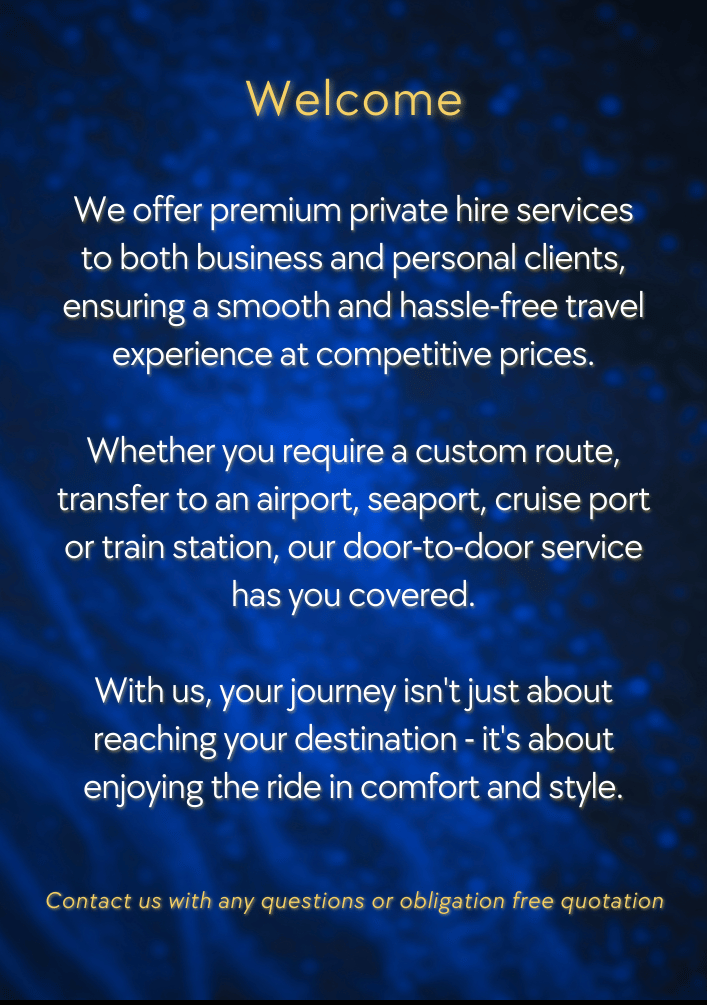 Welcome
We offer premium private hire services
to both business and personal clients,
ensuring a smooth and hassle-free travel
experience at competitive prices.
Whether you require a custom route,
transfer to an airport, seaport, cruise port
or train station, our door-to-door service
has you covered.
With us, your journey isn't just about
reaching your destination - it's about
enjoying the ride in comfort and style.
Contact us with any questions or obligation free quotation